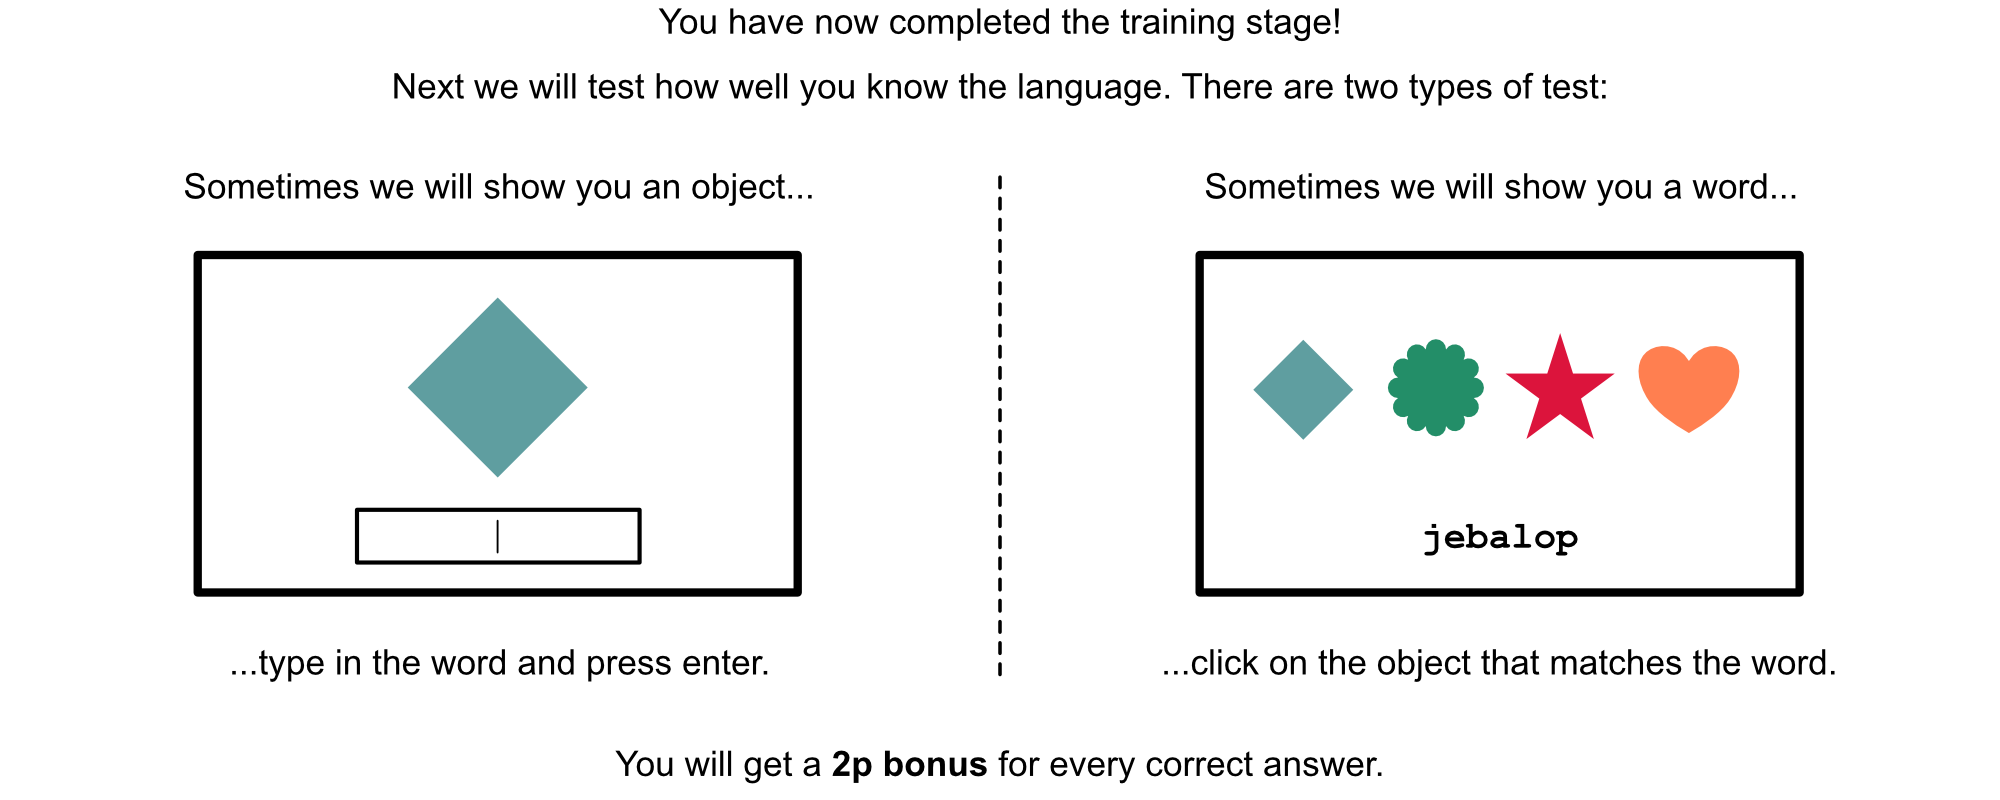 You have now completed the training stage!
Next we will test how well you know the language. There are two types of test:
Sometimes we will show you an object...
...type in the word and press enter.
Sometimes we will show you a word...
jebalop
...click on the object that matches the word.
You will get a 2p bonus for every correct answer.